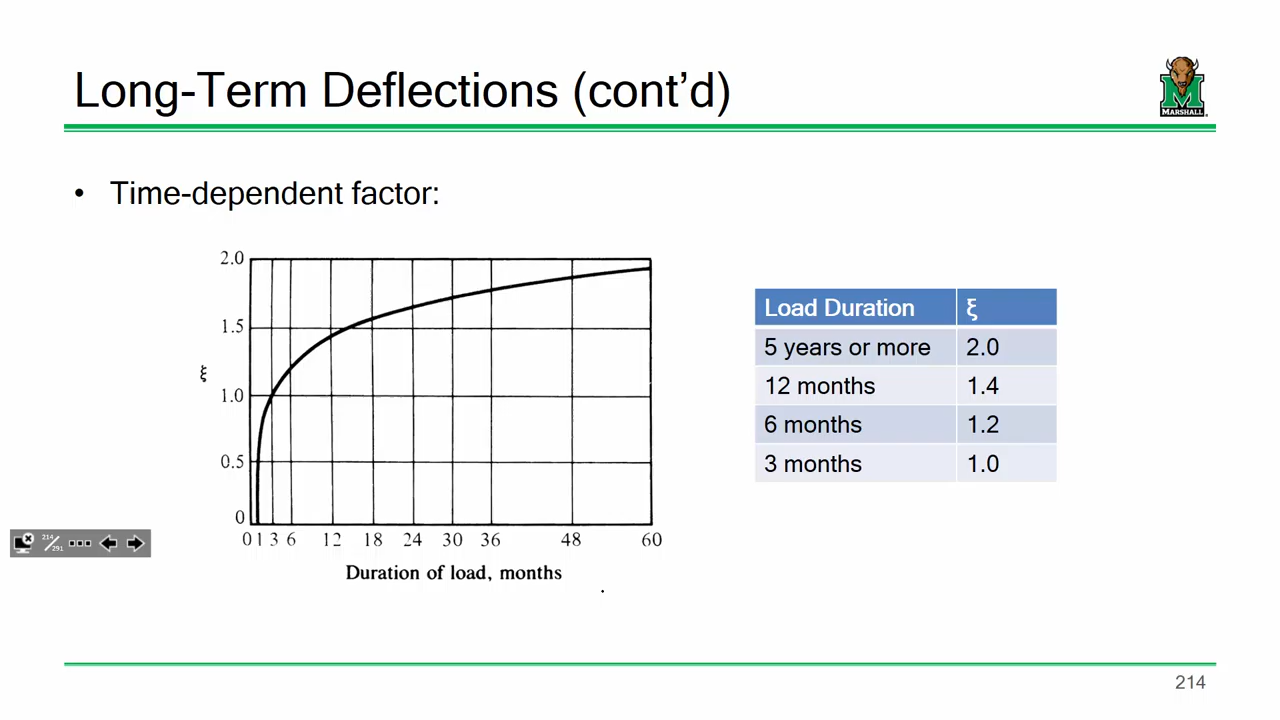 Long-Term Deflections (cont’d)
MARSHALL
• Time-dependent factor:
2.0
1.5
ξ
1.0
0.5
0
0 1 3 6 12 18 24 30 36 48 60
Duration of load, months
Load Duration ξ
5 years or more 2.0
12 months 1.4
6 months 1.2
3 months 1.0
214/291
214